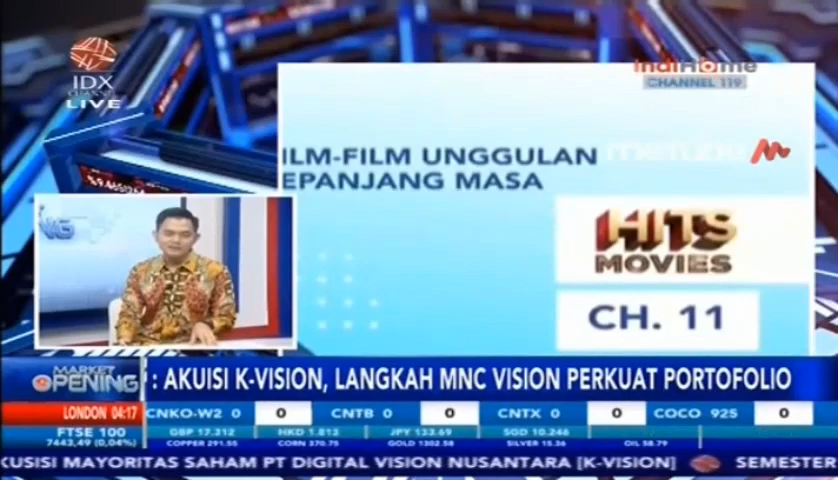 IDX
CHANNEL
LIVE
IndiHome
CHANNEL 119
ILM-FILM UNGGULAN
EPANJANG MASA
metube
HITS
MOVIES
CH. 11
MARKET
OPENING
: AKUISI K-VISION, LANGKAH MNC VISION PERKUAT PORTOFOLIO
LONDON 04:17
CNKO-W2 0 0 CNTB 0 0 CNTX 0 0 COCO 925 0
FTSE 100
7443,49 (0,04%)
GBP 17.312 HKD 1.813 JPY 133.69 SGD 10.246
COPPER 291.55 CORN 370.75 GOLD 1302.58 SILVER 15.36 OIL 58.79
KUSISI MAYORITAS SAHAM PT DIGITAL VISION NUSANTARA [K-VISION] SEMESTER